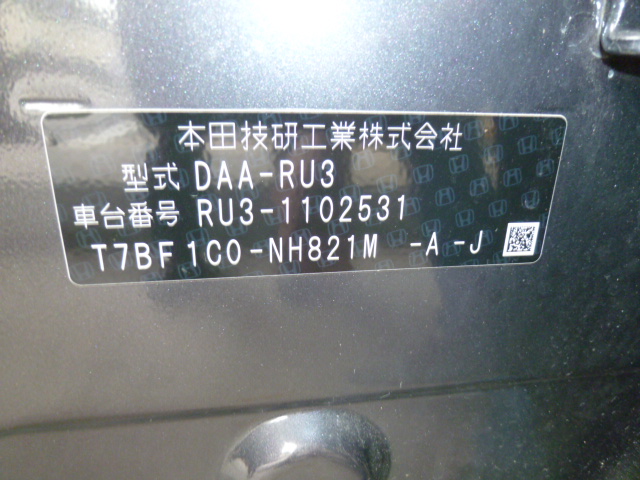 本田技研工業株式会社
型式 DAA-RU3
車台番号 RU3-1102531
T7BF1C0-NH821M -A-J